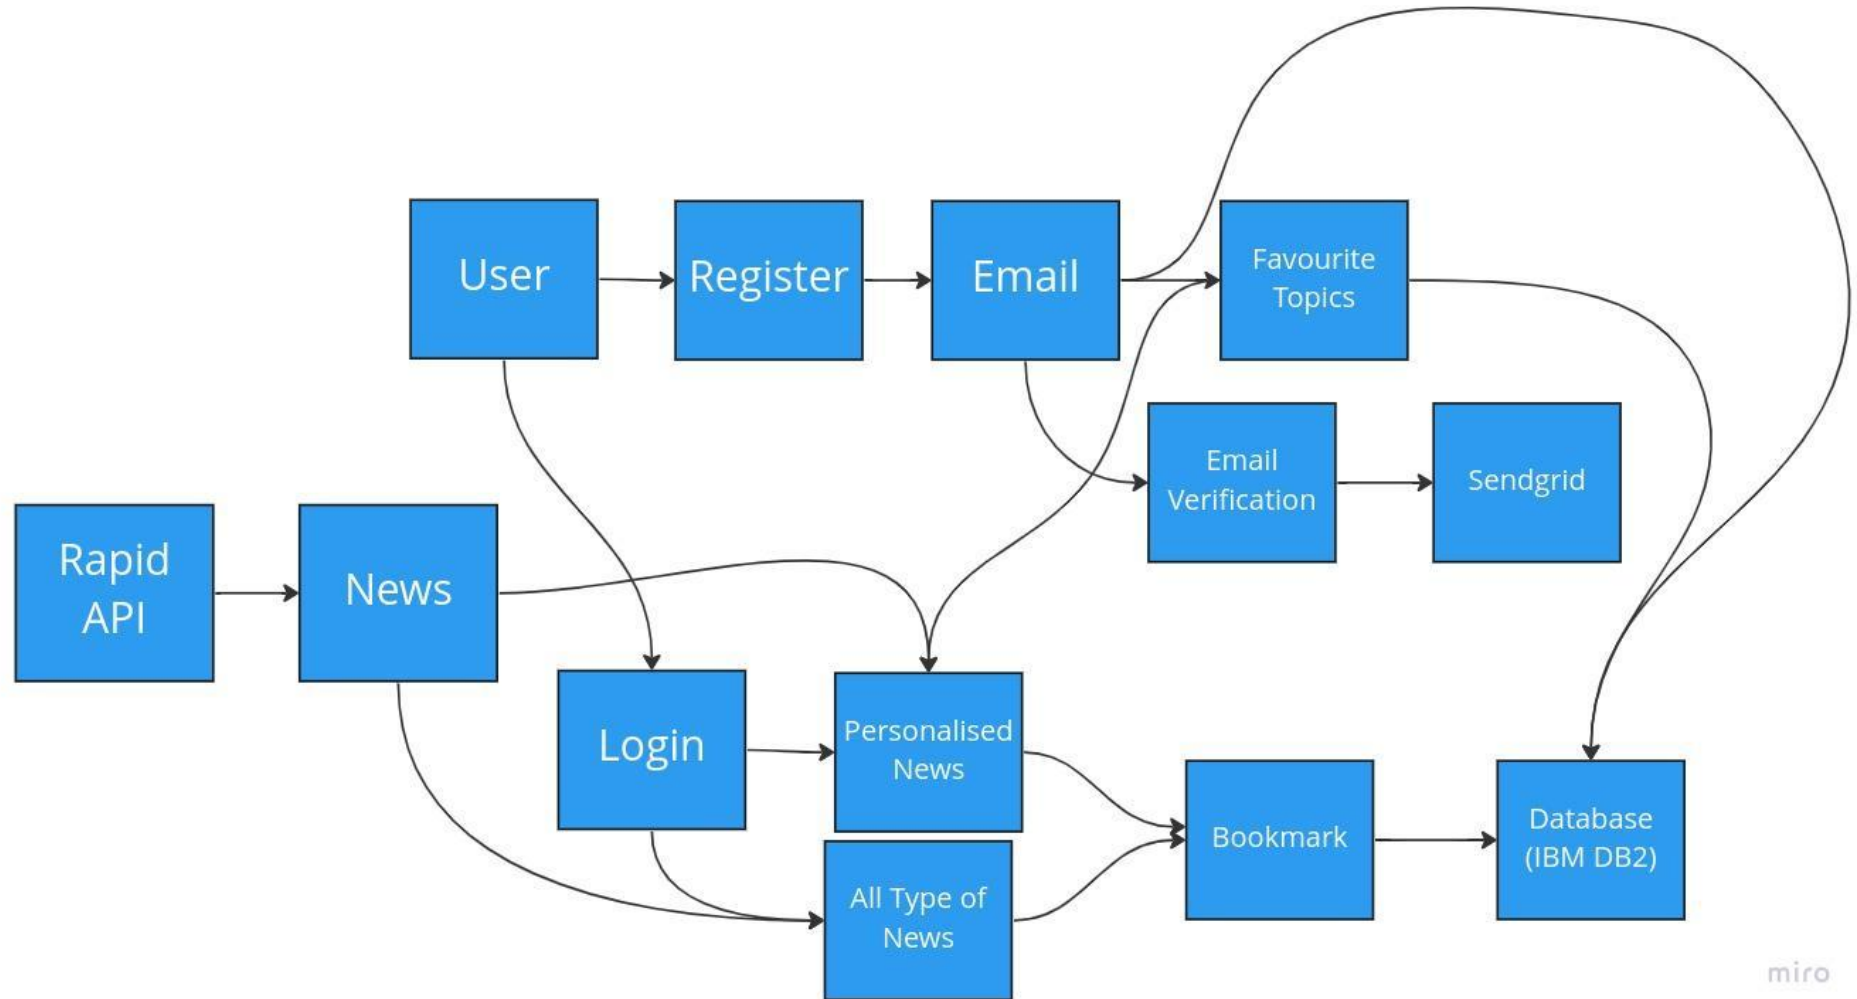 User
Register
Email
Favourite
Topics
Email
Verification
Sendgrid
Rapid
API
News
Login
Personalised
News
All Type of
News
Bookmark
Database
(IBM DB2)
miro